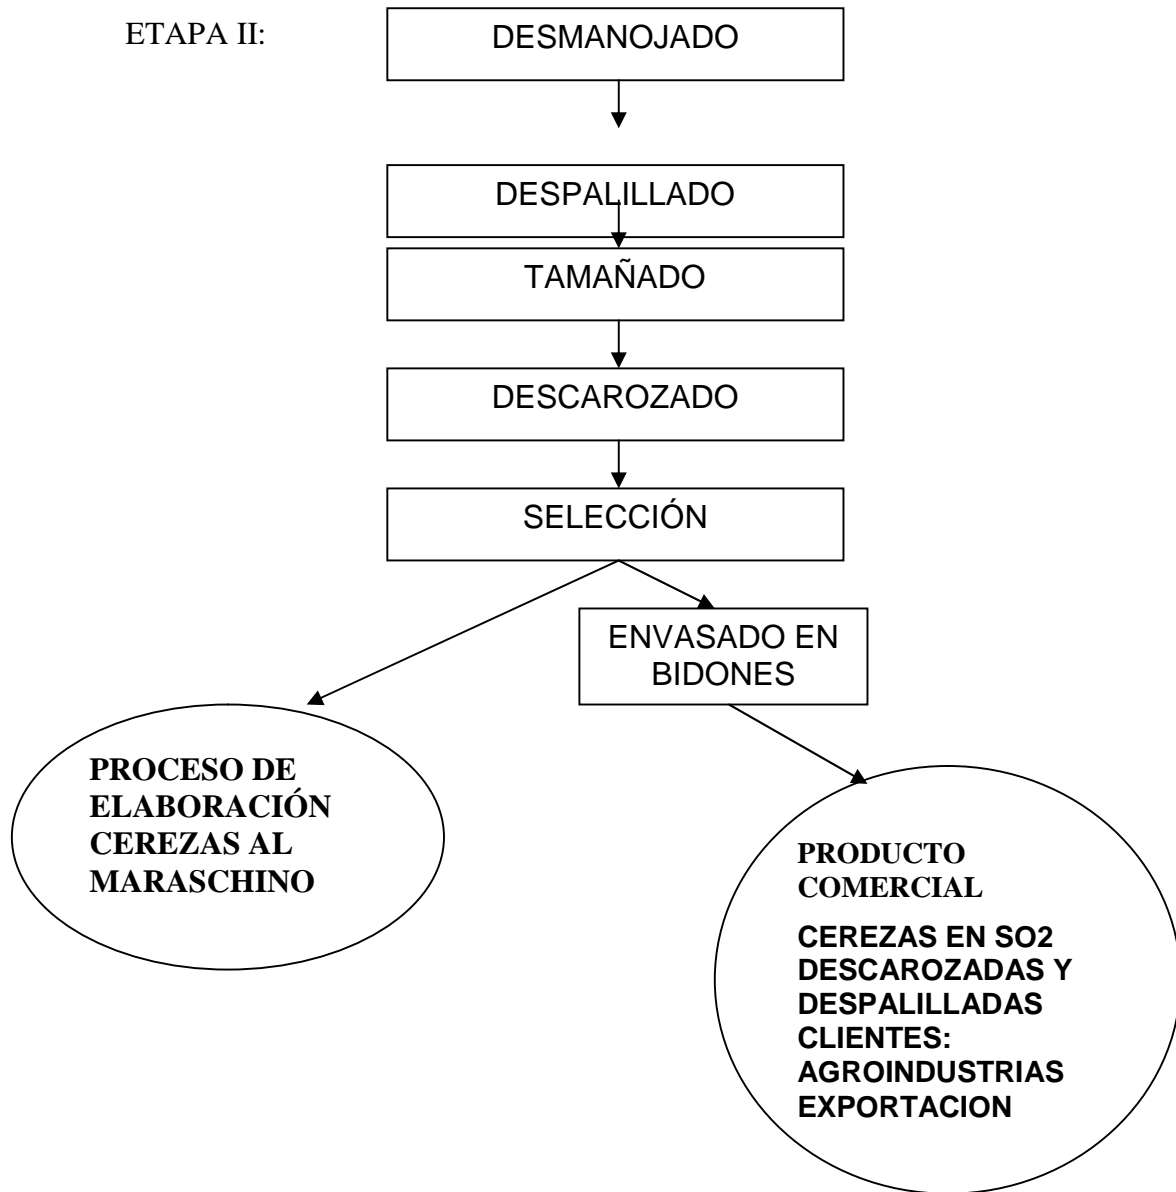 ETAPA II:
DESMANOJADO
DESPALILLADO
TAMAÑADO
DESCAROZADO
SELECCIÓN
ENVASADO EN
BIDONES
PROCESO DE
ELABORACIÓN
CEREZAS AL
MARASCHINO
PRODUCTO
COMERCIAL
CEREZAS EN SO2
DESCAROZADAS Y
DESPALILLADAS
CLIENTES:
AGROINDUSTRIAS
EXPORTACION